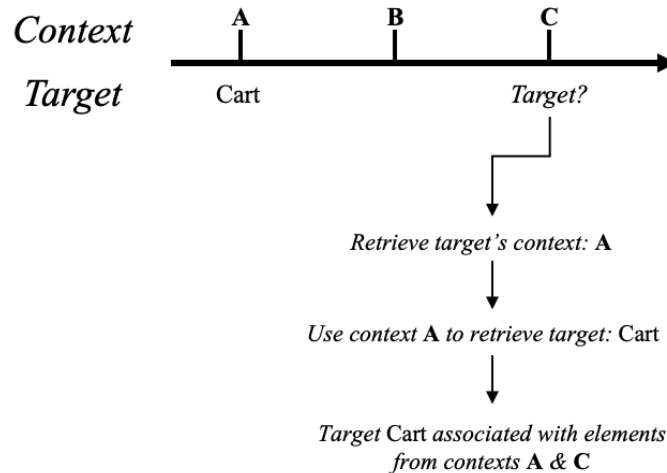 Context A B C
Target Cart Target?
Retrieve target's context: A
Use context A to retrieve target: Cart
Target Cart associated with elements
from contexts A & C